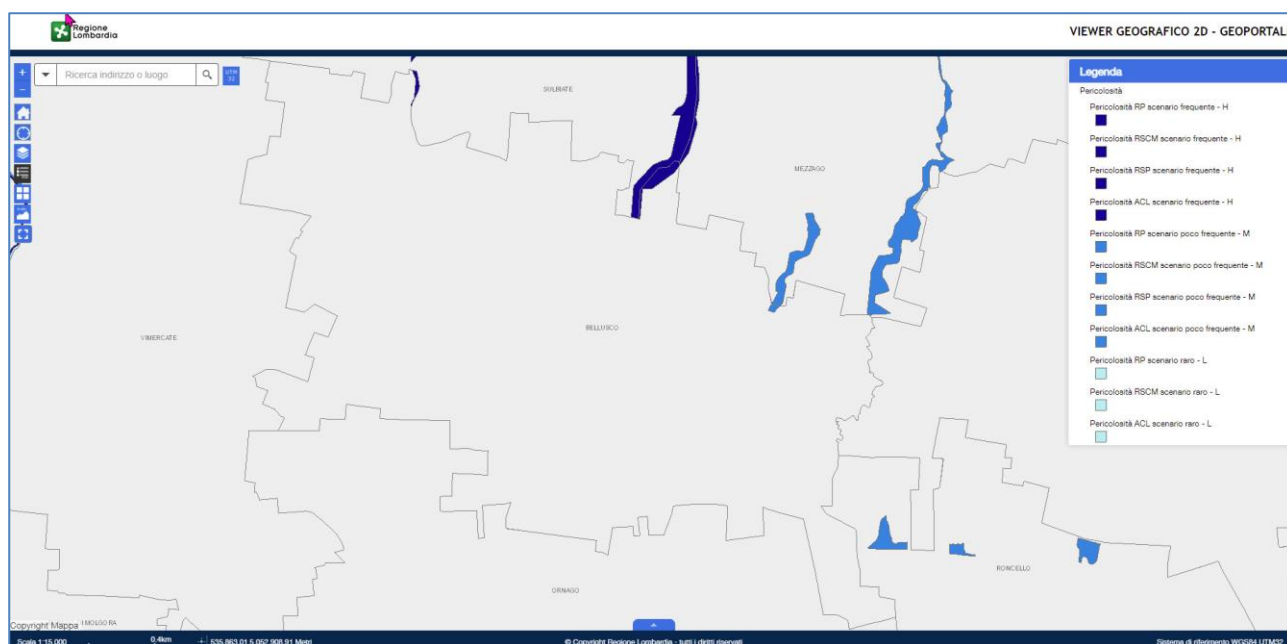 Regione
Lombardia
VIEWER GEOGRAFICO 2D - GEOPORTAL
Ricerca indirizzo o luogo
UTM
32
Legenda
Pericolosità
Pericolosità RP scenario frequente - H
Pericolosità RSCM scenario frequente - H
Pericolosità RSP scenario frequente - H
Pericolosità ACL scenario frequente - H
Pericolosità RP scenario poco frequente - M
Pericolosità RSCM scenario poco frequente - M
Pericolosità RSP scenario poco frequente - M
Pericolosità ACL scenario poco frequente - M
Pericolosità RP scenario raro - L
Pericolosità RSCM scenario raro - L
Pericolosità ACL scenario raro - L
SULBIATE
MEZZAGO
BELLUSCO
VIMERCATE
RONCELLO
ORNAGO
Copyright Mappa
MOLGORA
Scala 1:15.000
0,4km
535.863,01 5.052.908,91 Metri
© Copyright Regione Lombardia - tutti i diritti riservati
Sistema di riferimento WGS84 UTM32